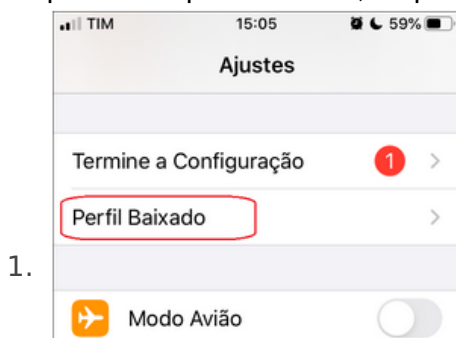 TIM 15:05 59%
Ajustes
Termine a Configuração 1
Perfil Baixado
1.
Modo Avião